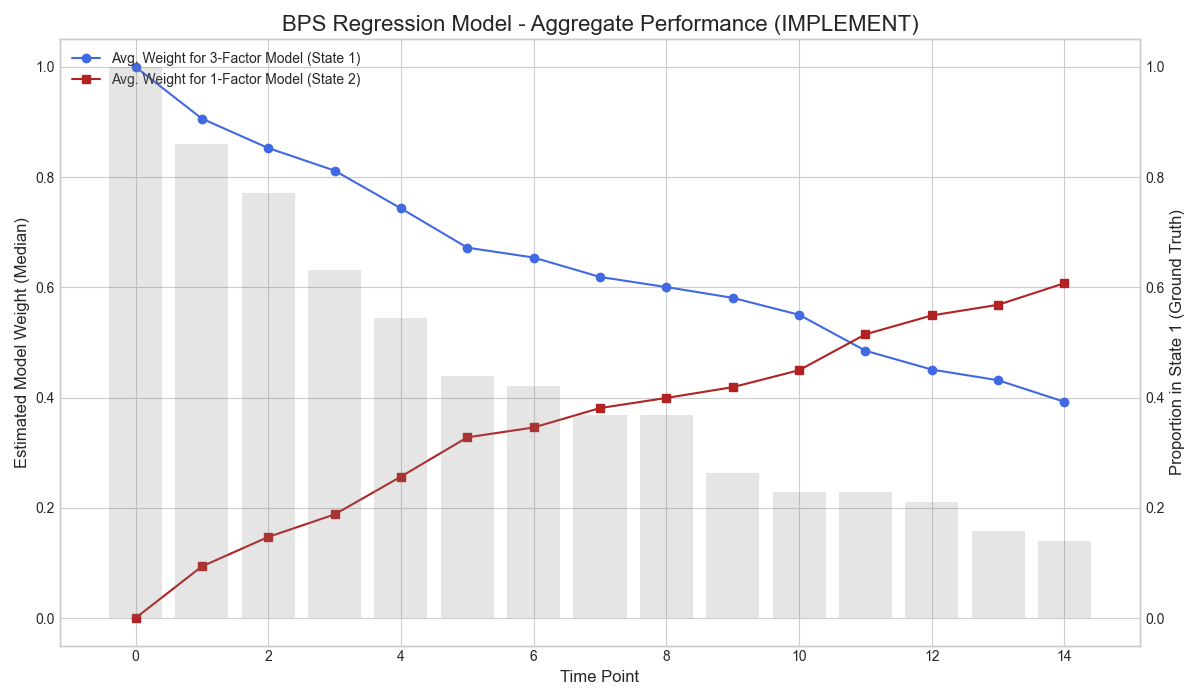 BPS Regression Model - Aggregate Performance (IMPLEMENT)
Avg. Weight for 3-Factor Model (State 1)
Avg. Weight for 1-Factor Model (State 2)
Estimated Model Weight (Median)
1.0
0.8
0.6
0.4
0.2
0.0
1.0
0.8
0.6
0.4
0.2
0.0
Proportion in State 1 (Ground Truth)
0 2 4 6 8 10 12 14
Time Point